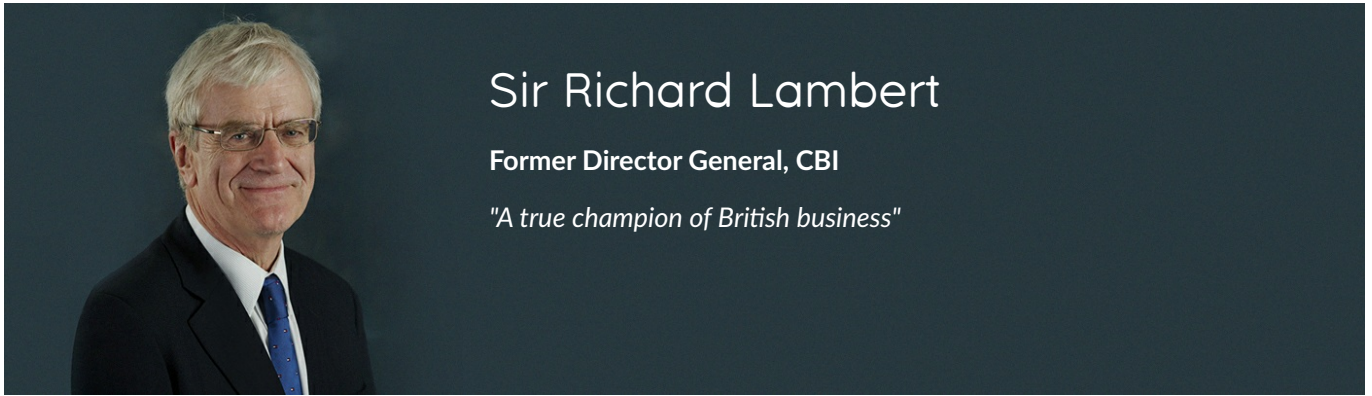 Sir Richard Lambert
Former Director General, CBI
"A true champion of British business"